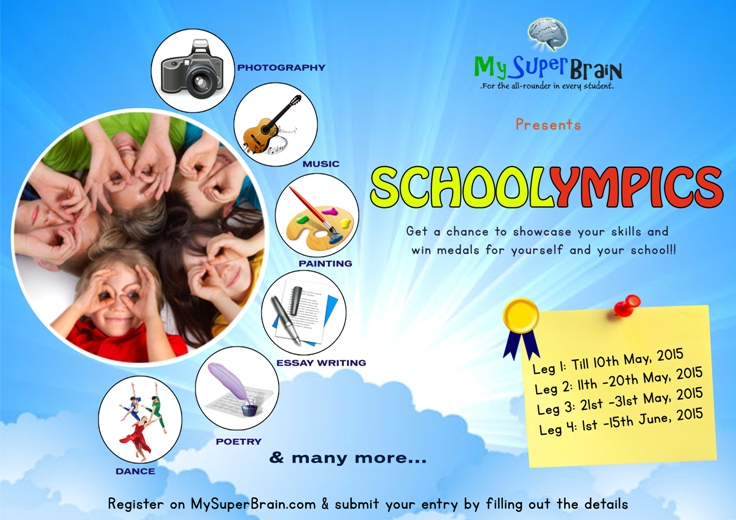 My Super Brain
.For the all-rounder in every student.
Presents
SCHOOLYMPICS
Get a chance to showcase your skills and
win medals for yourself and your school!!
PHOTOGRAPHY
MUSIC
PAINTING
ESSAY WRITING
POETRY
DANCE
& many more...
Leg 1: Till 10th May, 2015
Leg 2: 11th -20th May, 2015
Leg 3: 21st -31st May, 2015
Leg 4: 1st -15th June, 2015
Register on MySuperBrain.com & submit your entry by filling out the details